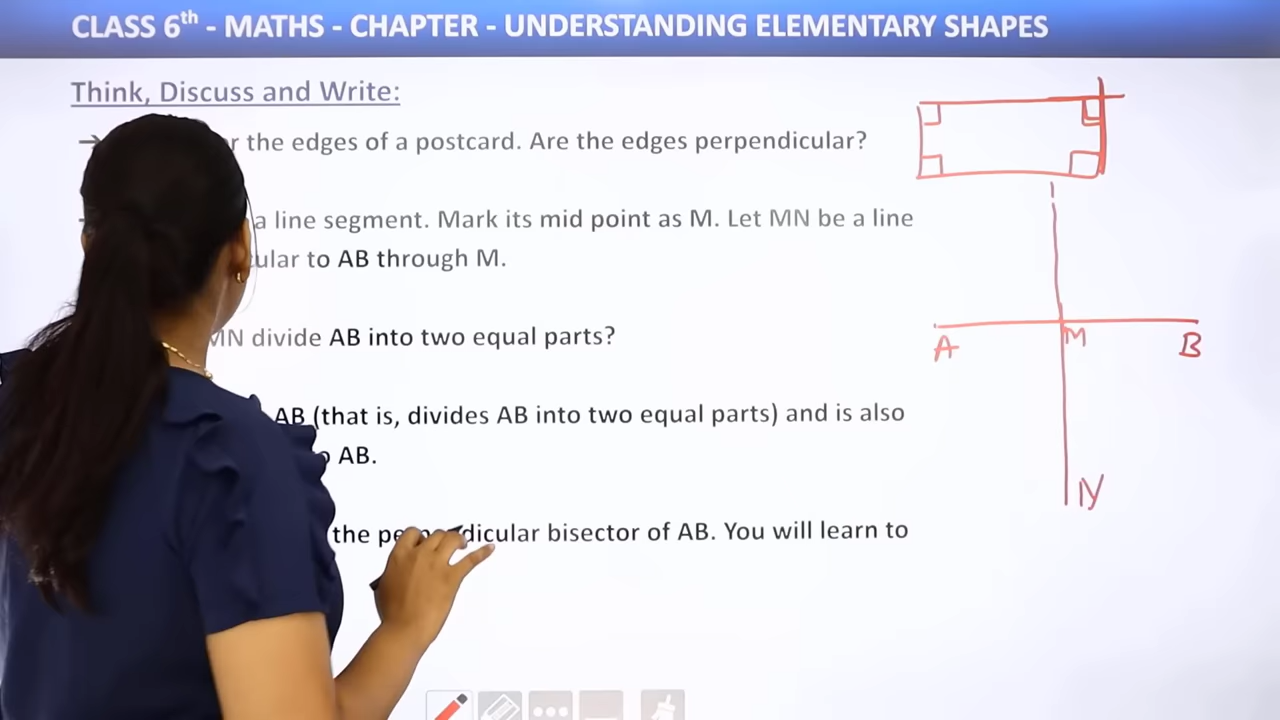 CLASS 6th - MATHS - CHAPTER - UNDERSTANDING ELEMENTARY SHAPES
Think, Discuss and Write:
r the edges of a postcard. Are the edges perpendicular?
a line segment. Mark its mid point as M. Let MN be a line
ular to AB through M.
MN divide AB into two equal parts?
AB (that is, divides AB into two equal parts) and is also
AB.
the dicular bisector of AB. You will learn to
A
M
B
N